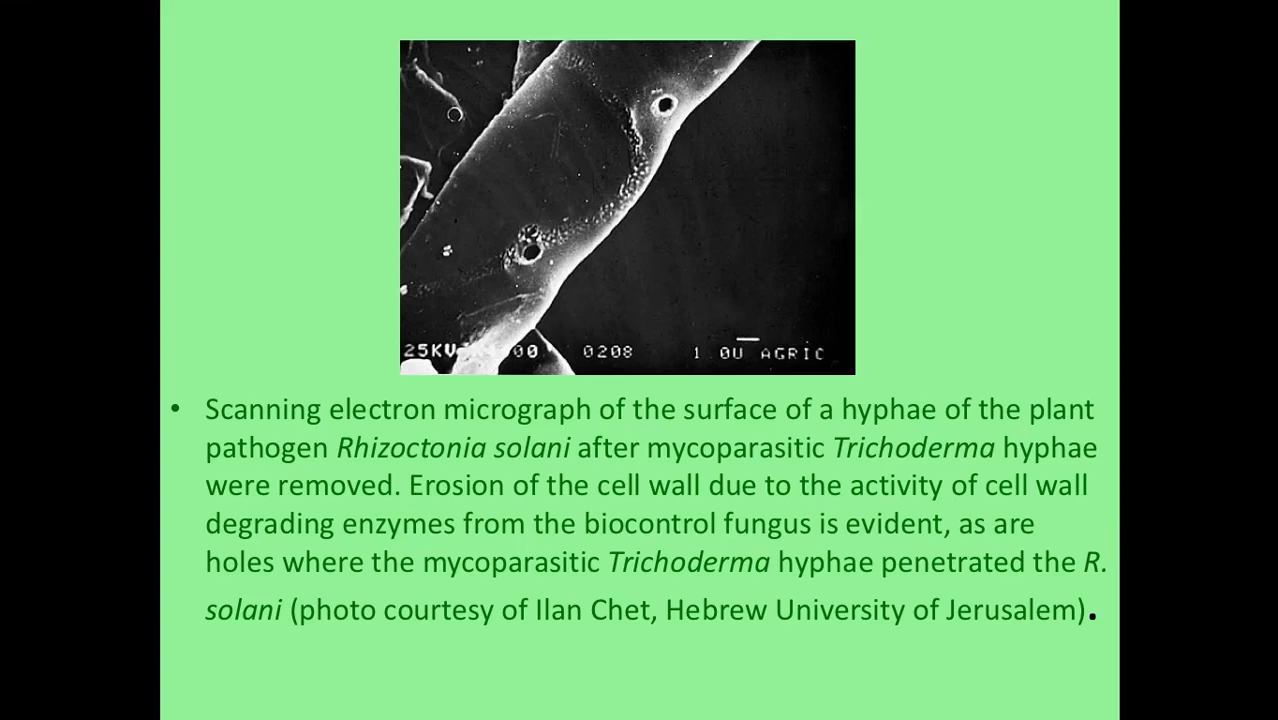 25KV 00 0208 1 0U AGRIC
• Scanning electron micrograph of the surface of a hyphae of the plant
pathogen Rhizoctonia solani after mycoparasitic Trichoderma hyphae
were removed. Erosion of the cell wall due to the activity of cell wall
degrading enzymes from the biocontrol fungus is evident, as are
holes where the mycoparasitic Trichoderma hyphae penetrated the R.
solani (photo courtesy of Ilan Chet, Hebrew University of Jerusalem).